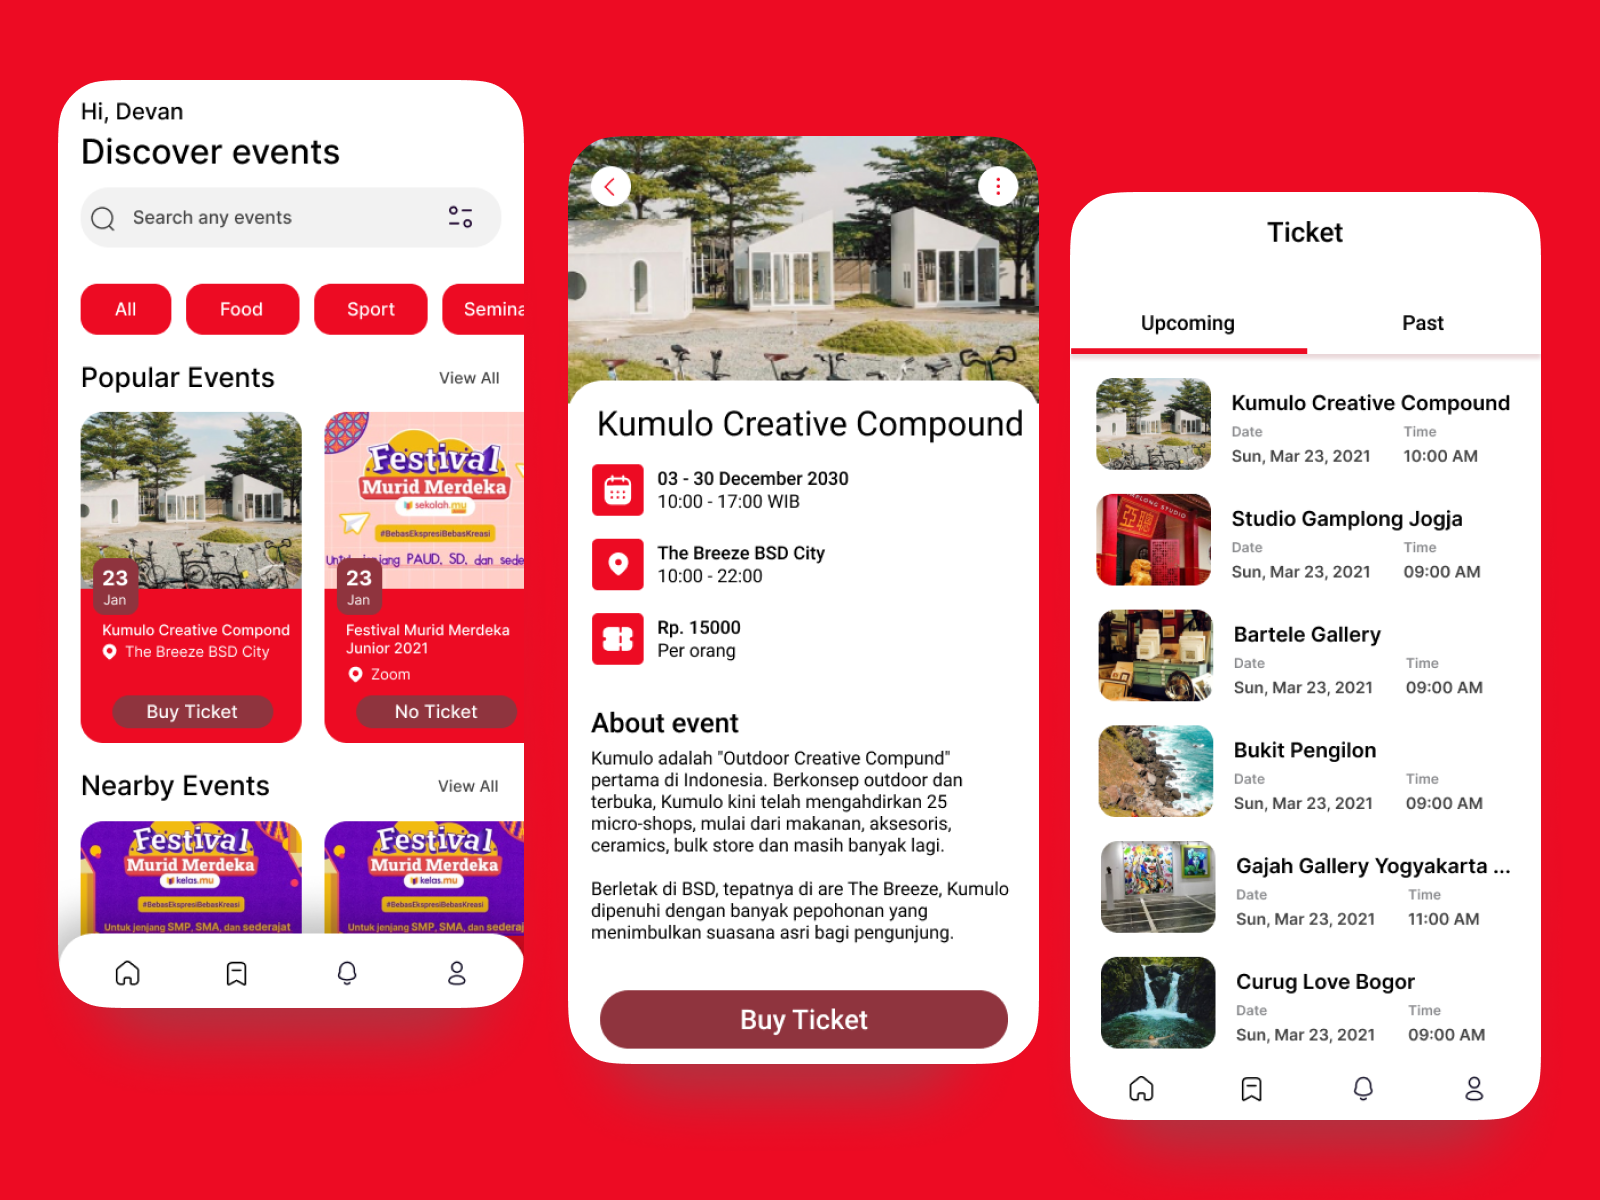 Hi, Devan
Discover events
Search any events
All
Food
Sport
Semina
Popular Events
View All
Festival
Murid Merdeka
sekolah.mu
#BebasEkspresiBebasKreasi
jang PAUD, SD, dan sede
23
Jan
Kumulo Creative Compond
The Breeze BSD City
Buy Ticket
23
Jan
Festival Murid Merdeka
Junior 2021
Zoom
No Ticket
Nearby Events
View All
Festival
Murid Merdeka
kelas.mu
#BebasEkspresiBebasKreasi
Untuk jenjang SMP, SMA, dan sederajat
Festival
Murid Merdeka
kelas.mu
#BebasEkspresiBebasKreasi
Untuk jenjang SMP, SMA, dan sederaja
Kumulo Creative Compound
03 - 30 December 2030
10:00 - 17:00 WIB
The Breeze BSD City
10:00 - 22:00
Rp. 15000
Per orang
About event
Kumulo adalah "Outdoor Creative Compund"
pertama di Indonesia. Berkonsep outdoor dan
terbuka, Kumulo kini telah mengahdirkan 25
micro-shops, mulai dari makanan, aksesoris,
ceramics, bulk store dan masih banyak lagi.
Berletak di BSD, tepatnya di are The Breeze, Kumulo
dipenuhi dengan banyak pepohonan yang
menimbulkan suasana asri bagi pengunjung.
Buy Ticket
Ticket
Upcoming
Past
Kumulo Creative Compound
Date
Time
Sun, Mar 23, 2021
10:00 AM
Studio Gamplong Jogja
Date
Time
Sun, Mar 23, 2021
09:00 AM
Bartele Gallery
Date
Time
Sun, Mar 23, 2021
09:00 AM
Bukit Pengilon
Date
Time
Sun, Mar 23, 2021
09:00 AM
Gajah Gallery Yogyakarta ...
Date
Time
Sun, Mar 23, 2021
11:00 AM
Curug Love Bogor
Date
Time
Sun, Mar 23, 2021
09:00 AM